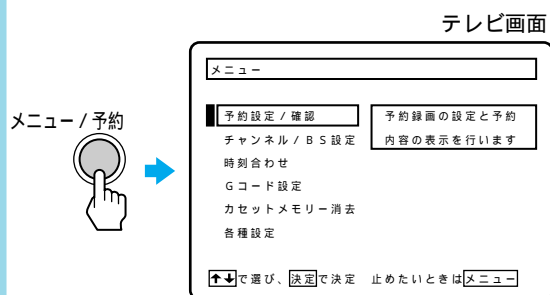 テレビ画面
メニュー / 予約
メニュー
予約設定 / 確認
チャンネル / BS設定
時刻合わせ
Gコード設定
カセットメモリー消去
各種設定
予約録画の設定と予約
内容の表示を行います
↑↓で選び、決定で決定 止めたいときはメニュー